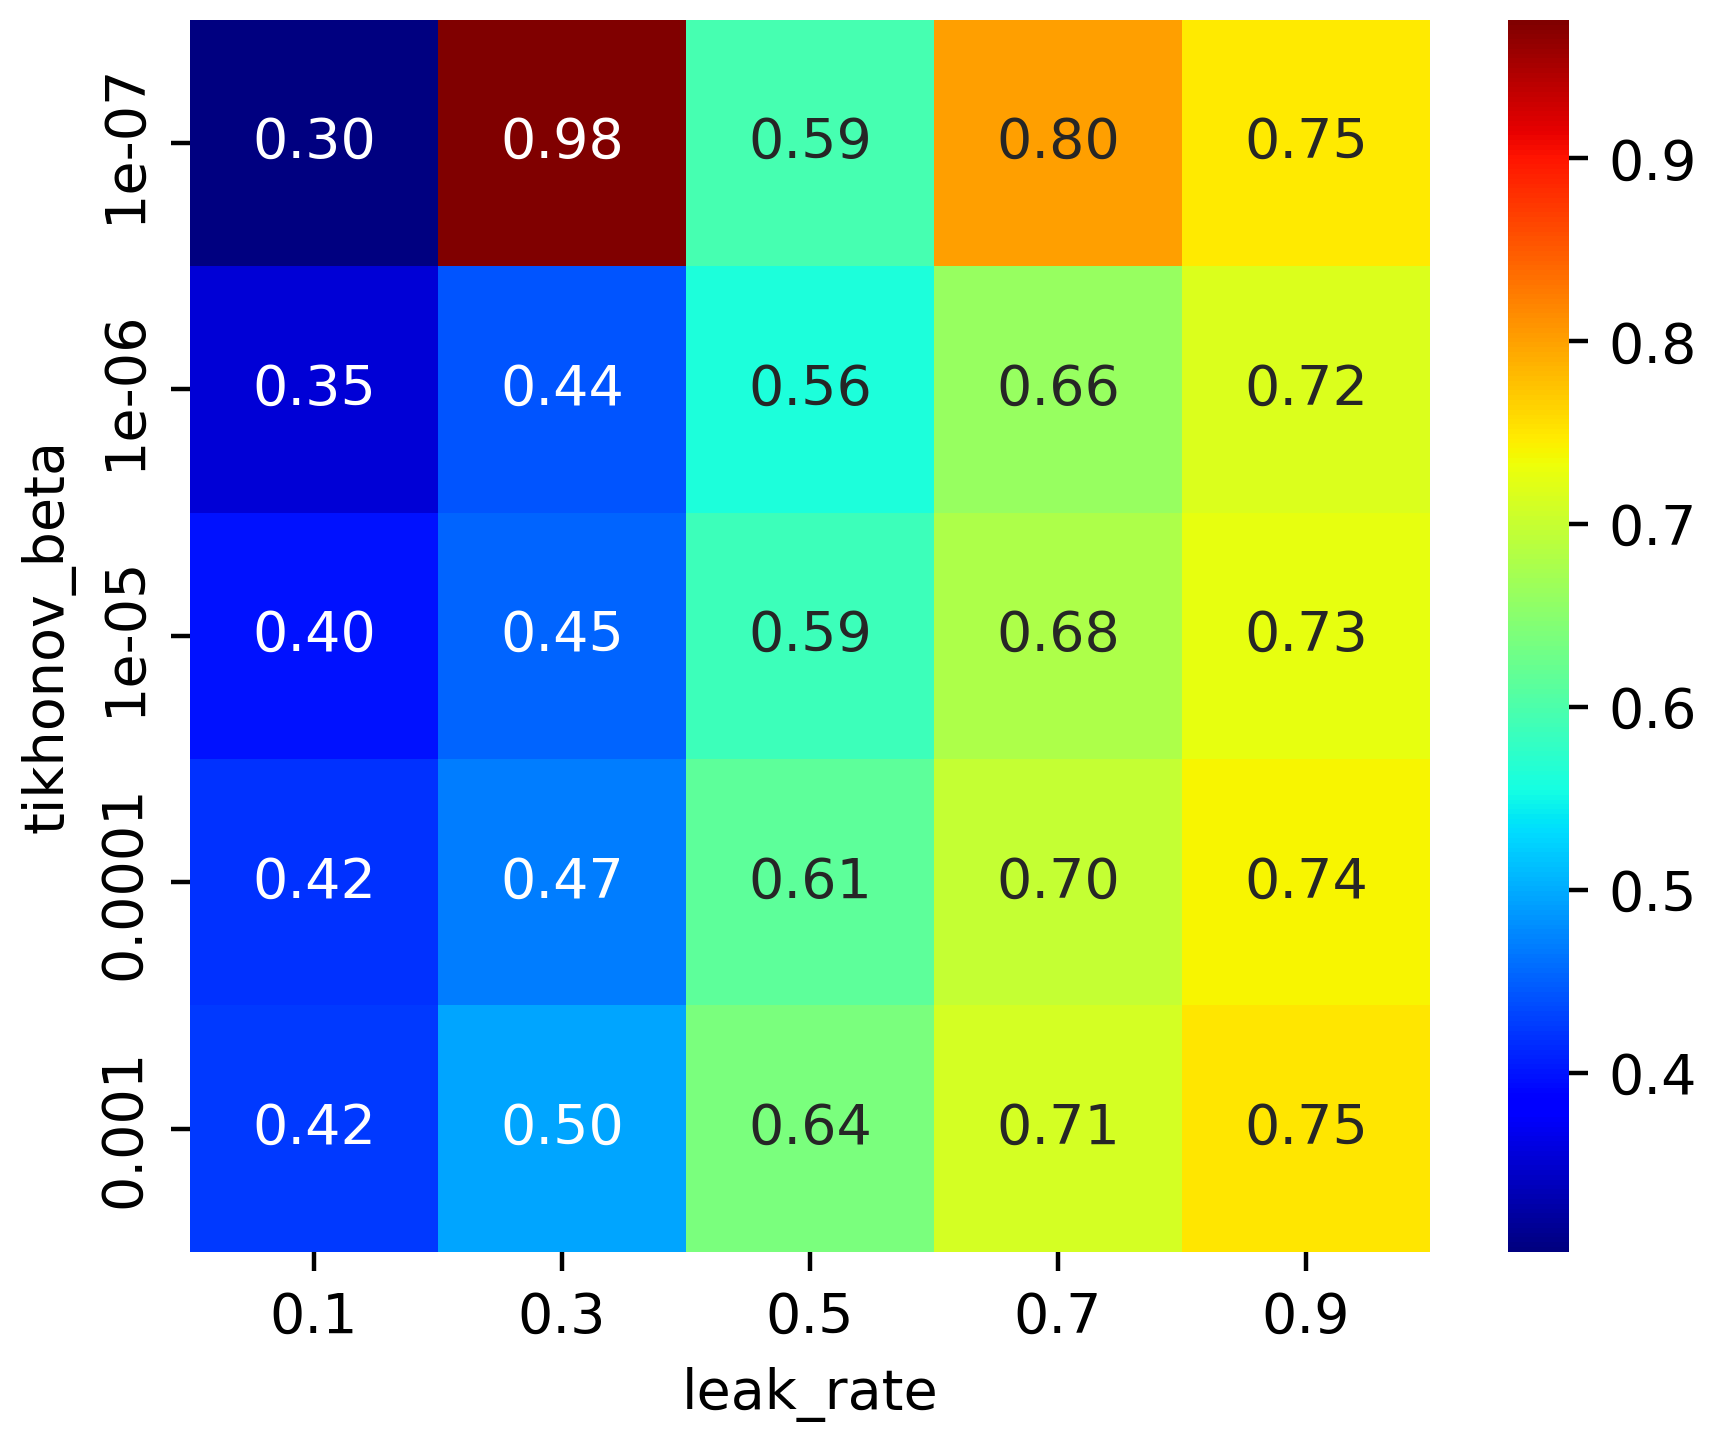 1e-07 0.30 0.98 0.59 0.80 0.75
1e-06 0.35 0.44 0.56 0.66 0.72
1e-05 0.40 0.45 0.59 0.68 0.73
0.0001 0.42 0.47 0.61 0.70 0.74
0.001 0.42 0.50 0.64 0.71 0.75
0.1 0.3 0.5 0.7 0.9
leak_rate
tikhonov_beta
0.9
0.8
0.7
0.6
0.5
0.4